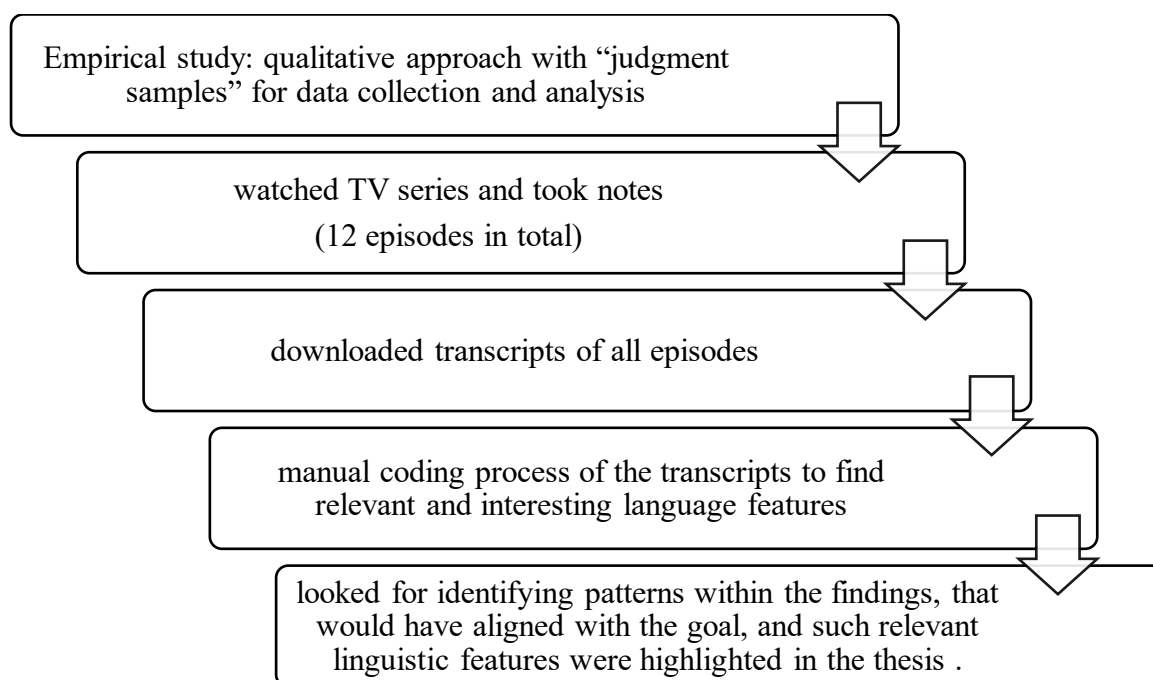 Empirical study: qualitative approach with “judgment
samples” for data collection and analysis
watched TV series and took notes
(12 episodes in total)
downloaded transcripts of all episodes
manual coding process of the transcripts to find
relevant and interesting language features
looked for identifying patterns within the findings, that
would have aligned with the goal, and such relevant
linguistic features were highlighted in the thesis .